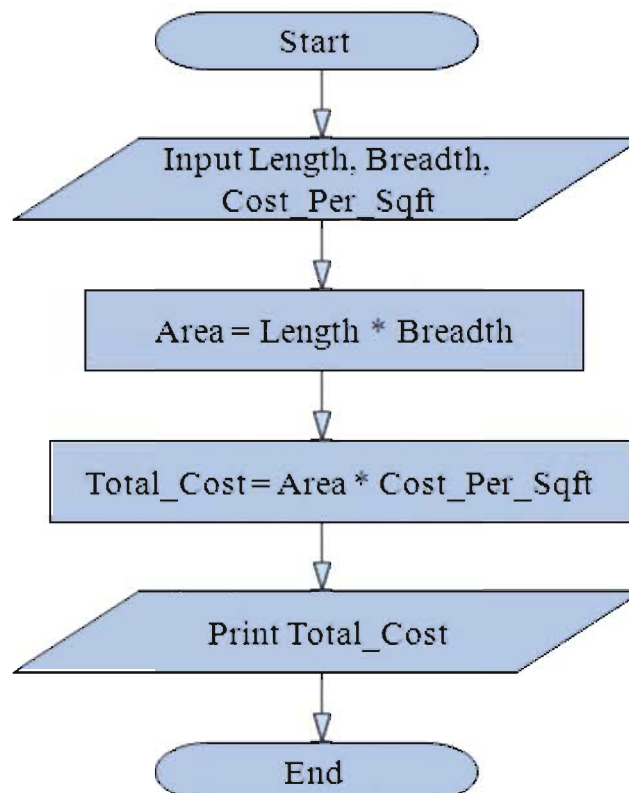 Start
Input Length, Breadth,
Cost_Per_Sqft
Area = Length * Breadth
Total_Cost = Area * Cost_Per_Sqft
Print Total_Cost
End